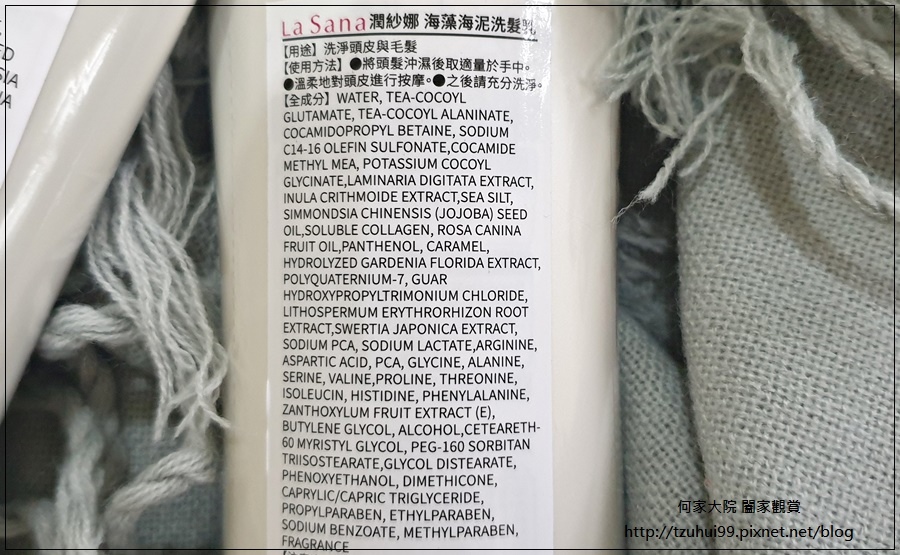 ED
SIA
NA
La Sana 潤紗娜 海藻海泥洗髮乳
【用途】洗淨頭皮與毛髮
【使用方法】●將頭髮沖濕後取適量於手中。
●溫柔地對頭皮進行按摩。●之後請充分洗淨。
【全成分】WATER, TEA-COCOYL
GLUTAMATE, TEA-COCOYL ALANINATE,
COCAMIDOPROPYL BETAINE, SODIUM
C14-16 OLEFIN SULFONATE,COCAMIDE
METHYL MEA, POTASSIUM COCOYL
GLYCINATE,LAMINARIA DIGITATA EXTRACT,
INULA CRITHMOIDE EXTRACT,SEA SILT,
SIMMONDSIA CHINENSIS (JOJOBA) SEED
OIL,SOLUBLE COLLAGEN, ROSA CANINA
FRUIT OIL,PANTHENOL, CARAMEL,
HYDROLYZED GARDENIA FLORIDA EXTRACT,
POLYQUATERNIUM-7, GUAR
HYDROXYPROPYLTRIMONIUM CHLORIDE,
LITHOSPERMUM ERYTHRORHIZON ROOT
EXTRACT,SWERTIA JAPONICA EXTRACT,
SODIUM PCA, SODIUM LACTATE,ARGININE,
ASPARTIC ACID, PCA, GLYCINE, ALANINE,
SERINE, VALINE,PROLINE, THREONINE,
ISOLEUCIN, HISTIDINE, PHENYLALANINE,
ZANTHOXYLUM FRUIT EXTRACT (E),
BUTYLENE GLYCOL, ALCOHOL,CETEARETH-
60 MYRISTYL GLYCOL, PEG-160 SORBITAN
TRIISOSTEARATE,GLYCOL DISTEARATE,
PHENOXYETHANOL, DIMETHICONE,
CAPRYLIC/CAPRIC TRIGLYCERIDE,
PROPYLPARABEN, ETHYLPARABEN,
SODIUM BENZOATE, METHYLPARABEN,
FRAGRANCE
何家大院 闔家觀賞
http://tzuhui99.pixnet.net/blog